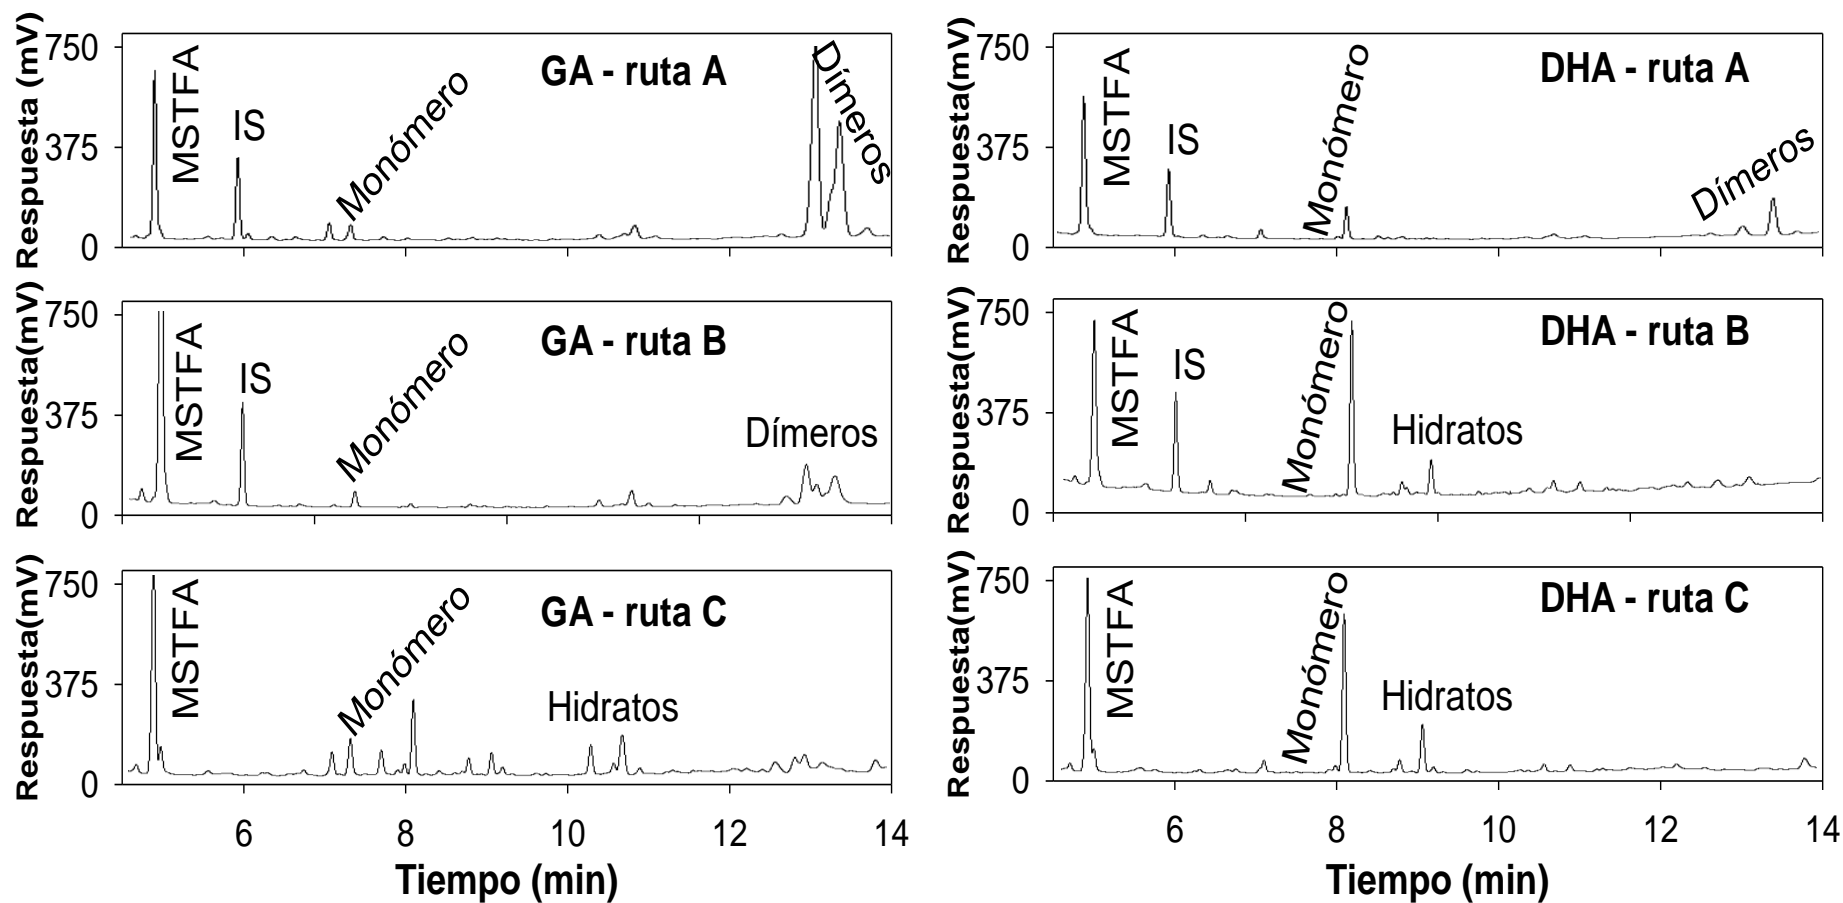 Respuesta (mV)
750
375
0
MSTFA
IS
Monómero
GA - ruta A
Dímeros
Respuesta(mV)
750
375
0
MSTFA
IS
Monómero
DHA - ruta A
Dímeros
Respuesta(mV)
750
375
0
MSTFA
IS
Monómero
GA - ruta B
Dímeros
Respuesta(mV)
750
375
0
MSTFA
IS
Monómero
DHA - ruta B
Hidratos
Respuesta(mV)
750
375
0
MSTFA
Monómero
GA - ruta C
Hidratos
6 8 10 12 14
Tiempo (min)
Respuesta(mV)
750
375
0
MSTFA
Monómero
DHA - ruta C
Hidratos
6 8 10 12 14
Tiempo (min)